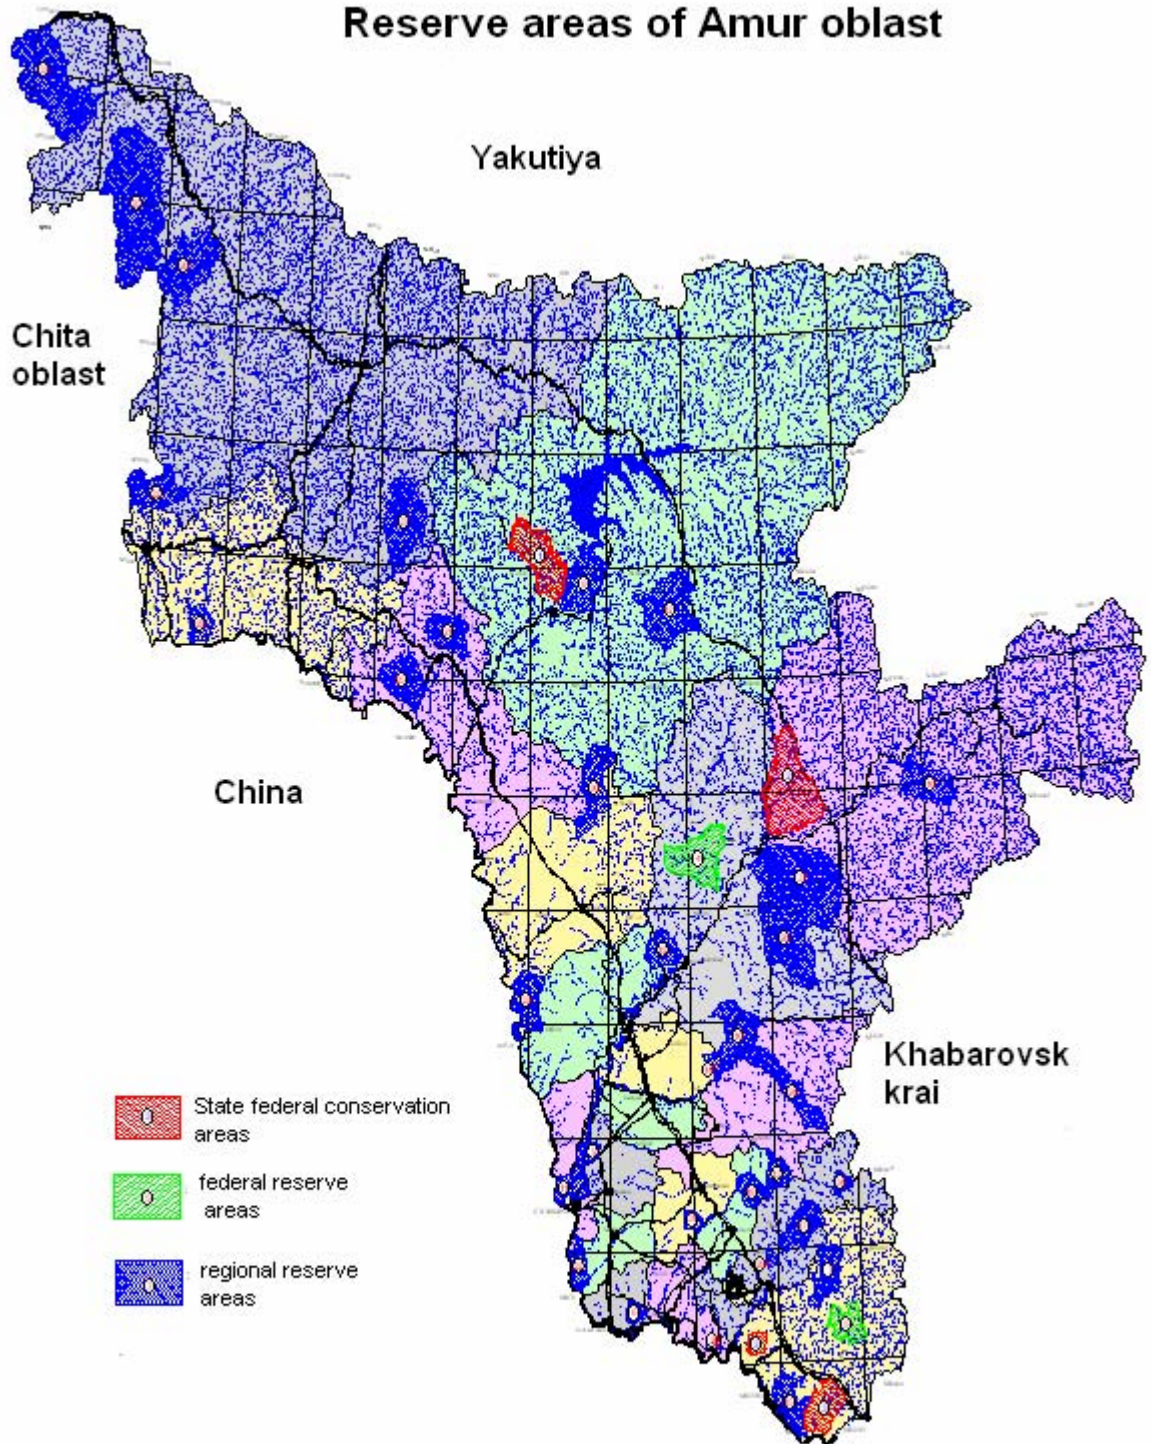 Reserve areas of Amur oblast
Yakutiya
Chita
oblast
China
Khabarovsk
krai
State federal conservation
areas
federal reserve
areas
regional reserve
areas